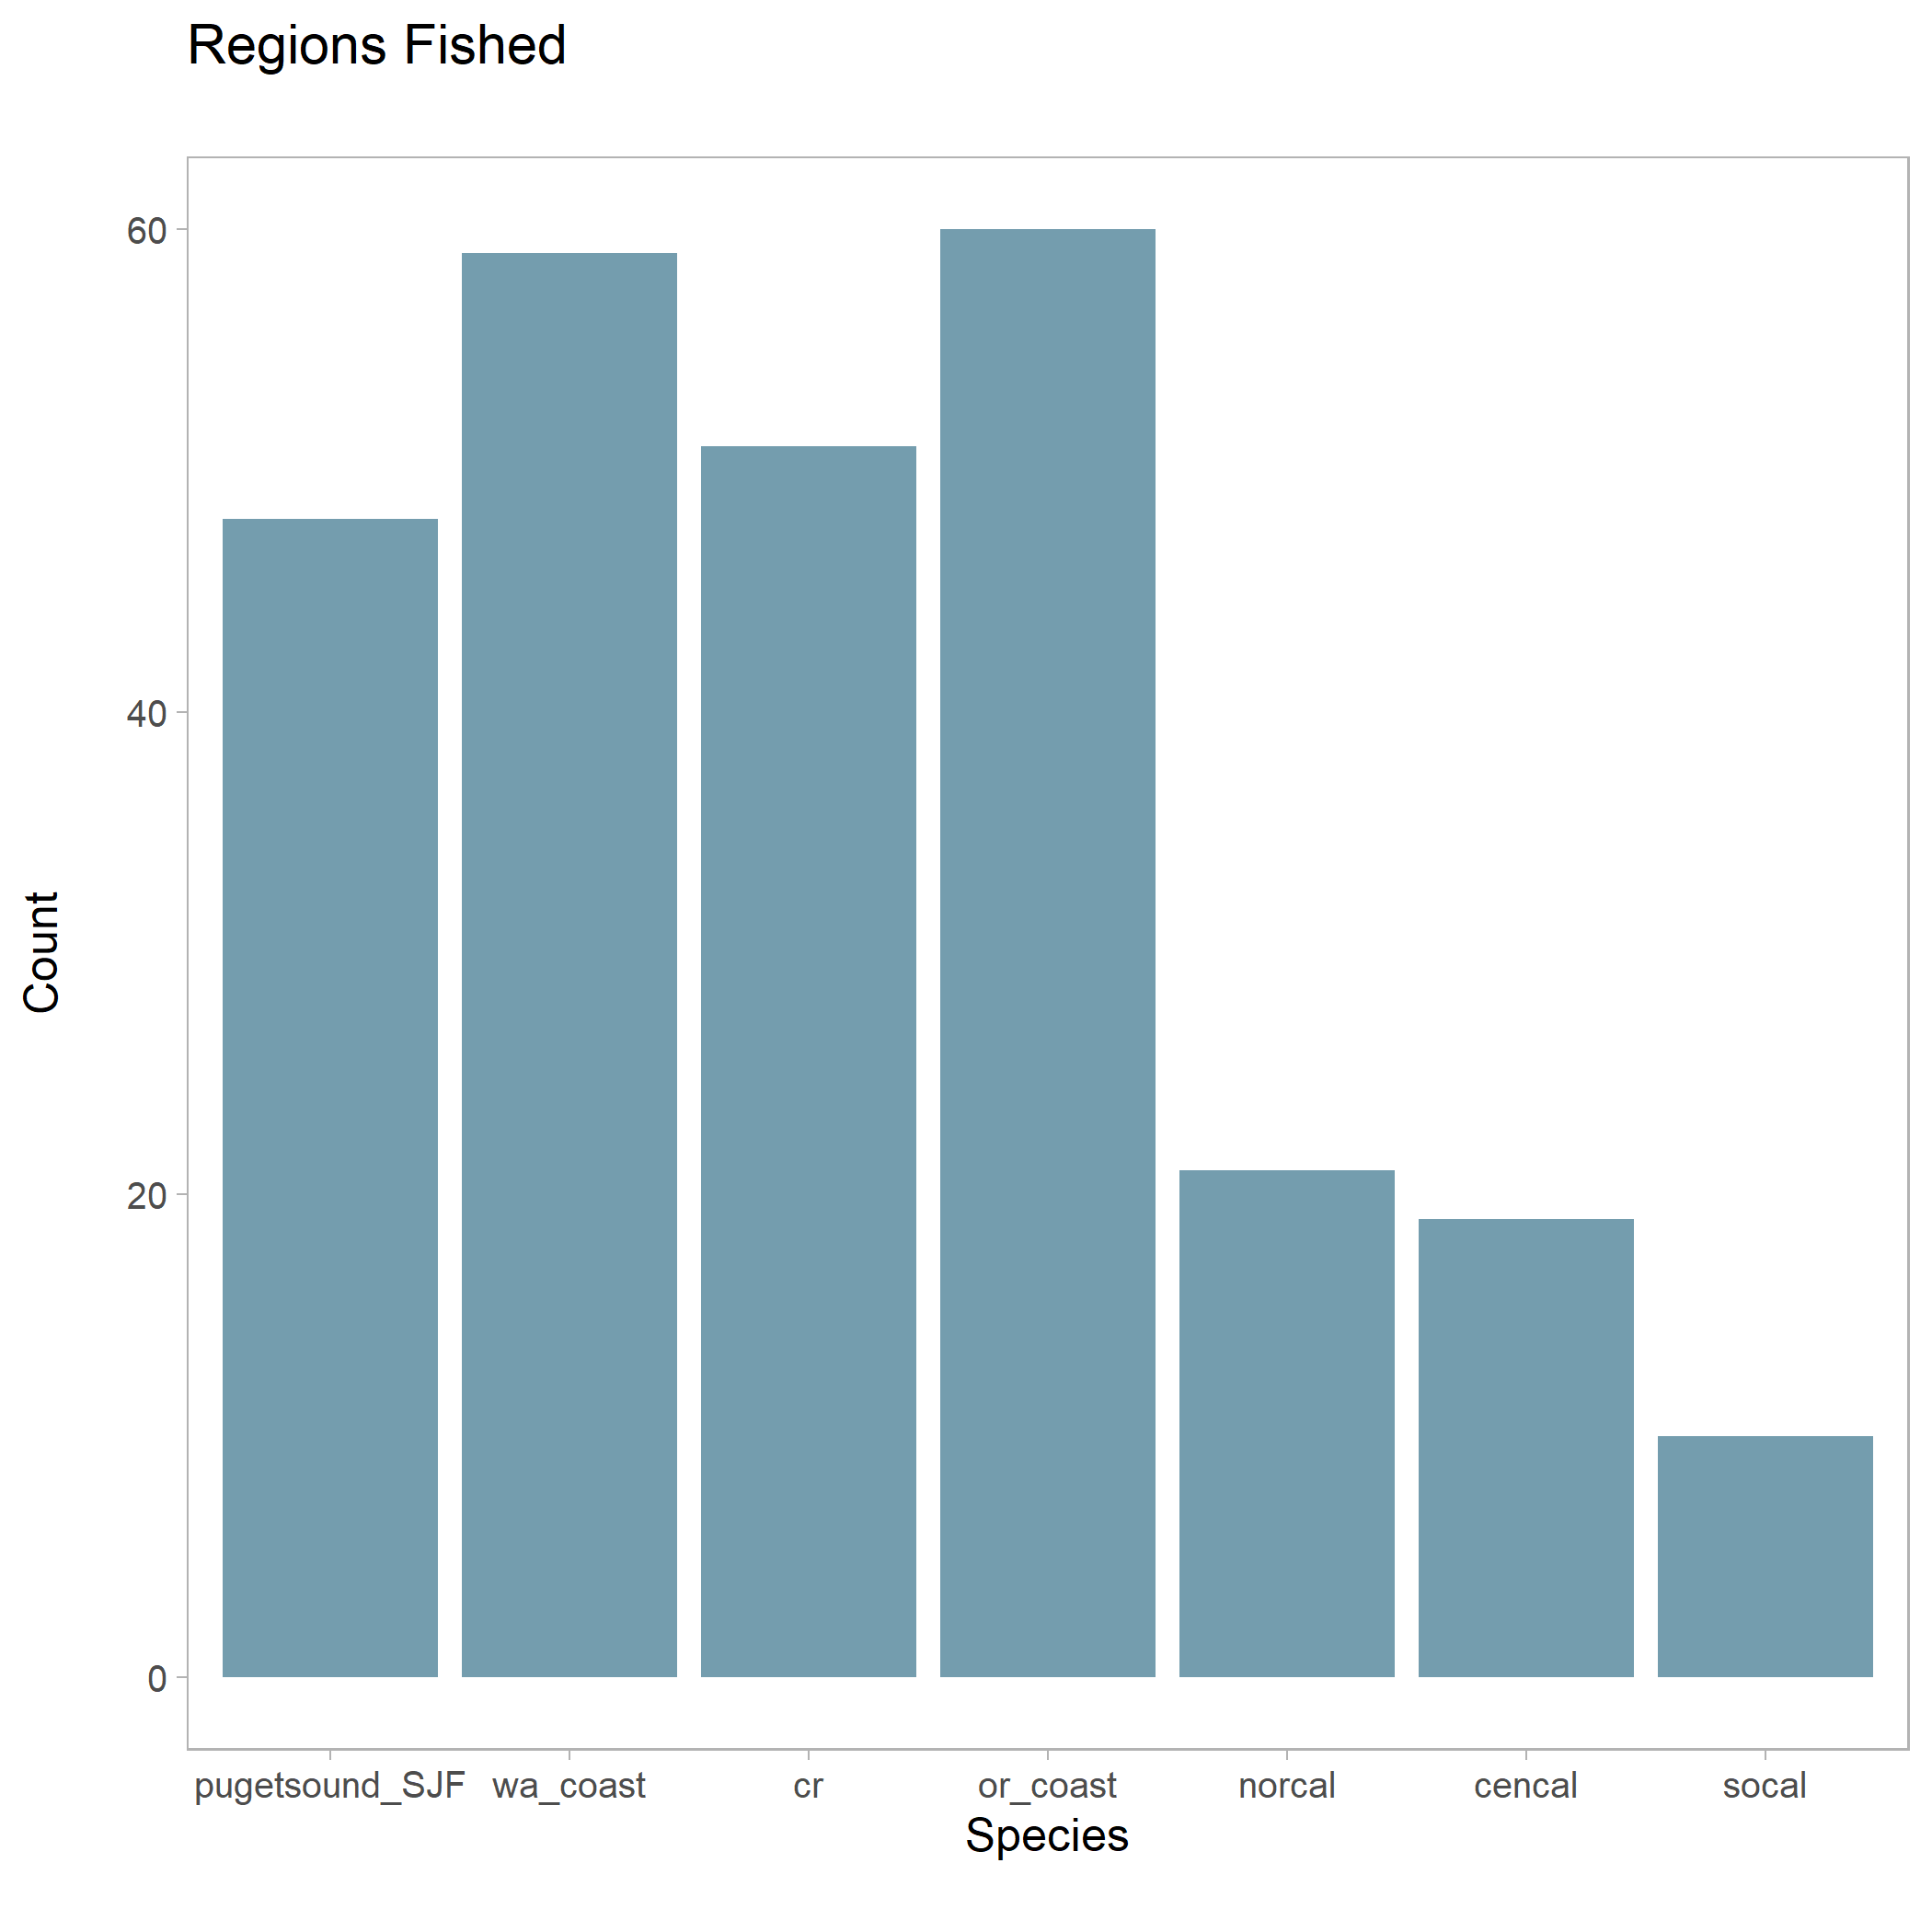 Regions Fished
60
40
20
0
Count
pugetsound_SJF wa_coast cr or_coast norcal cencal socal
Species